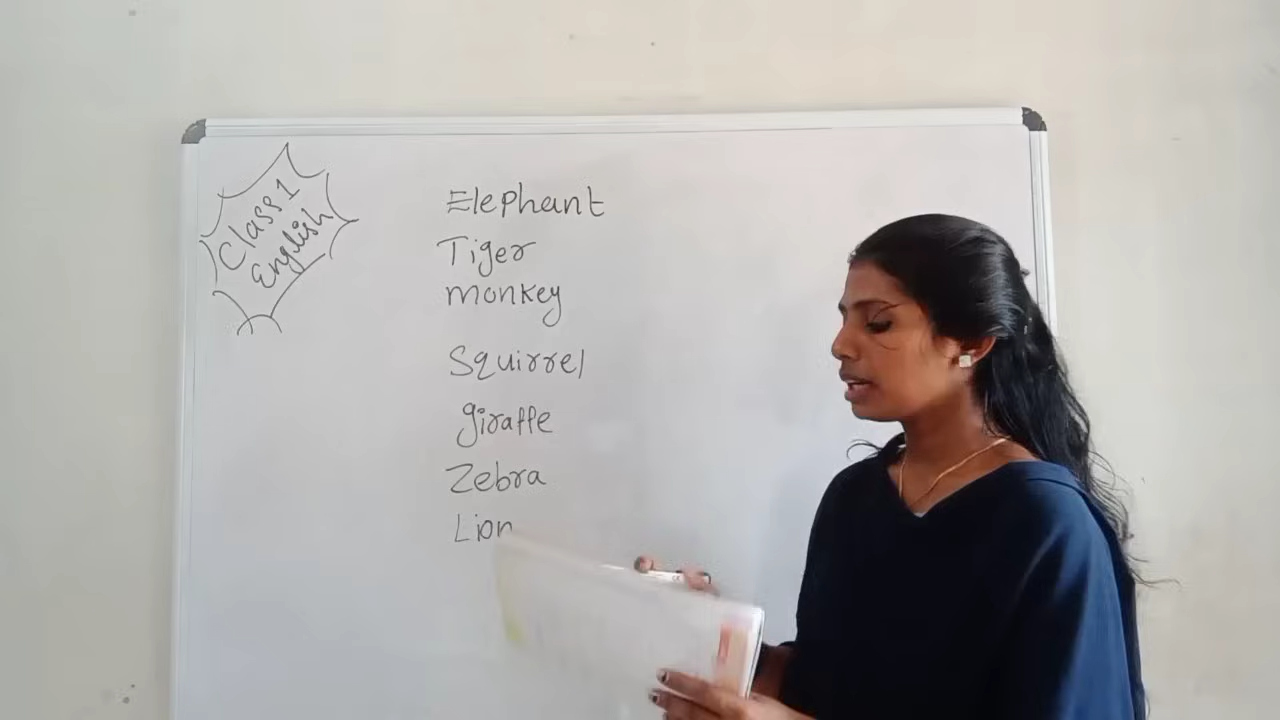 Class 1
English
Elephant
Tiger
monkey
Squirrel
giraffe
Zebra
Lion